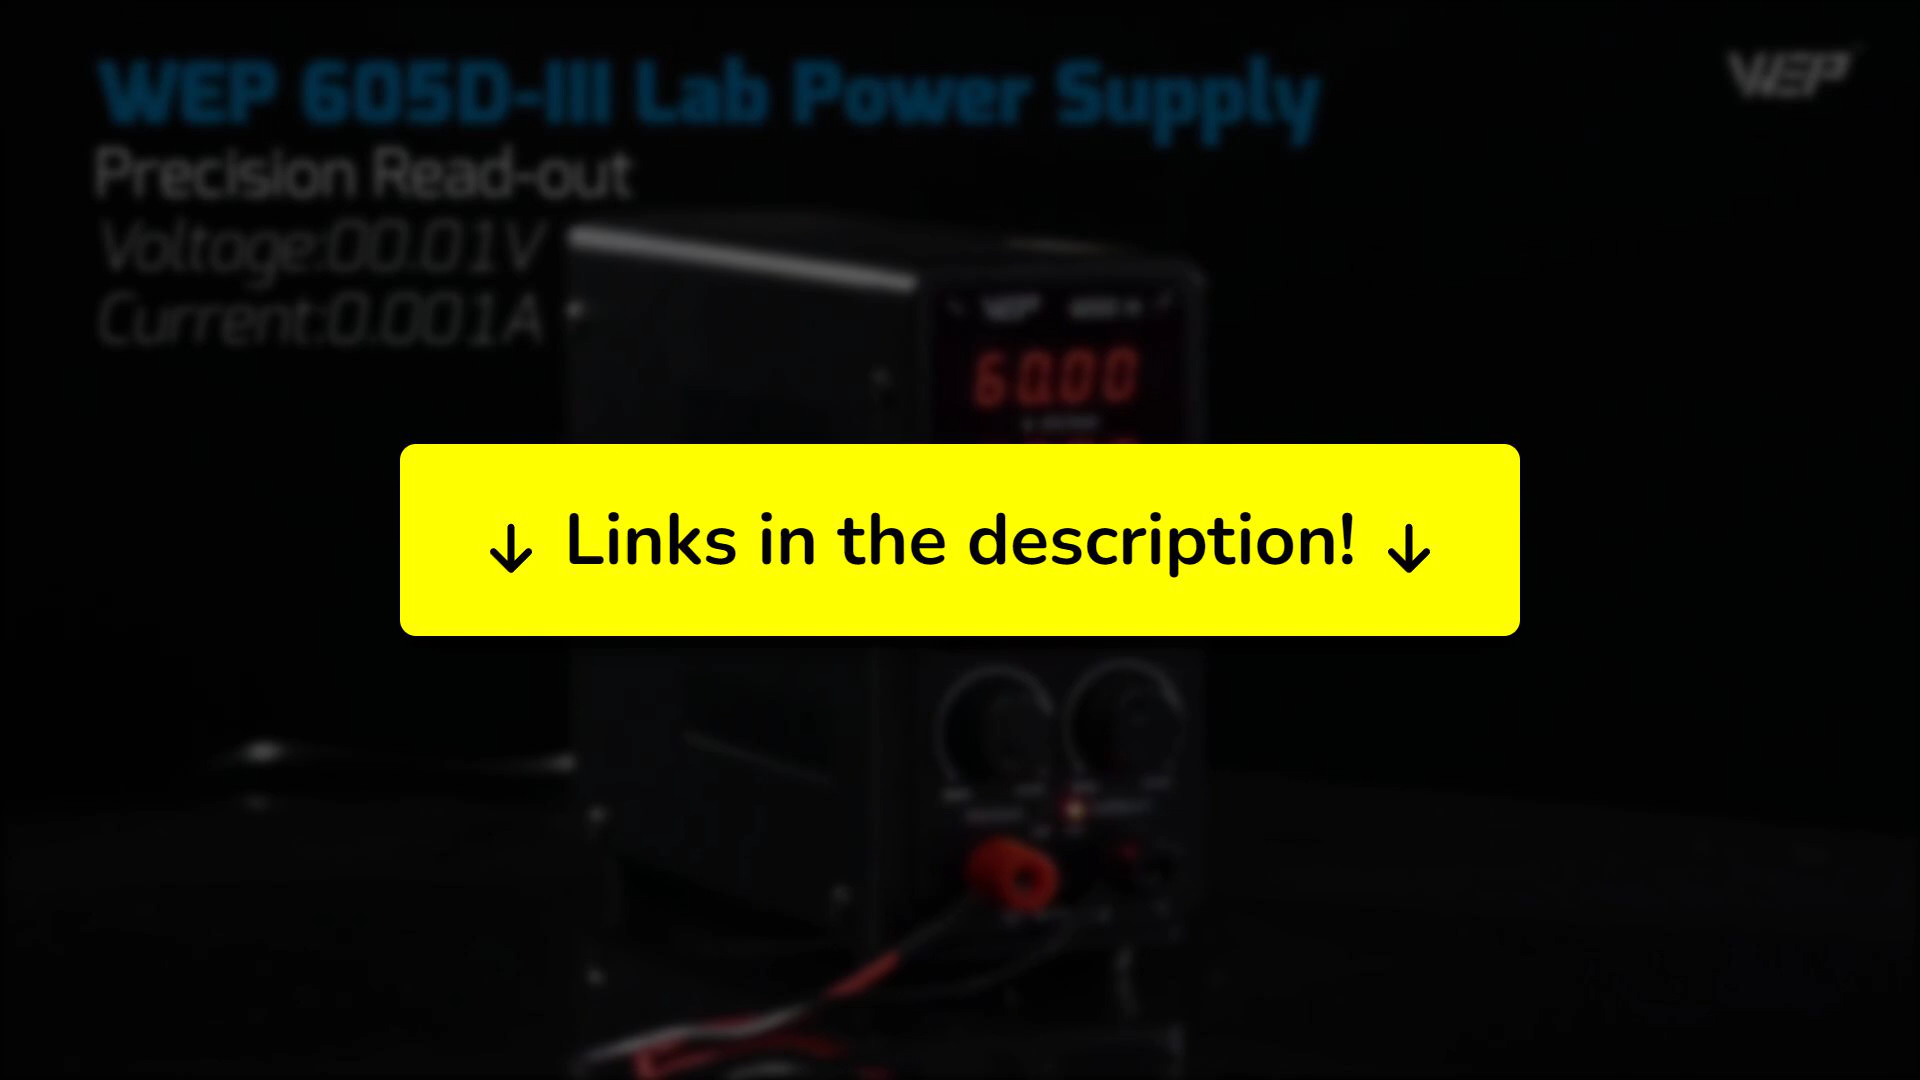 WEP 605D-III Lab Power Supply
WEP
Precision Read-out
Voltage:00.01V
Current:0.001A
WEP
60.00
↓ Links in the description! ↓